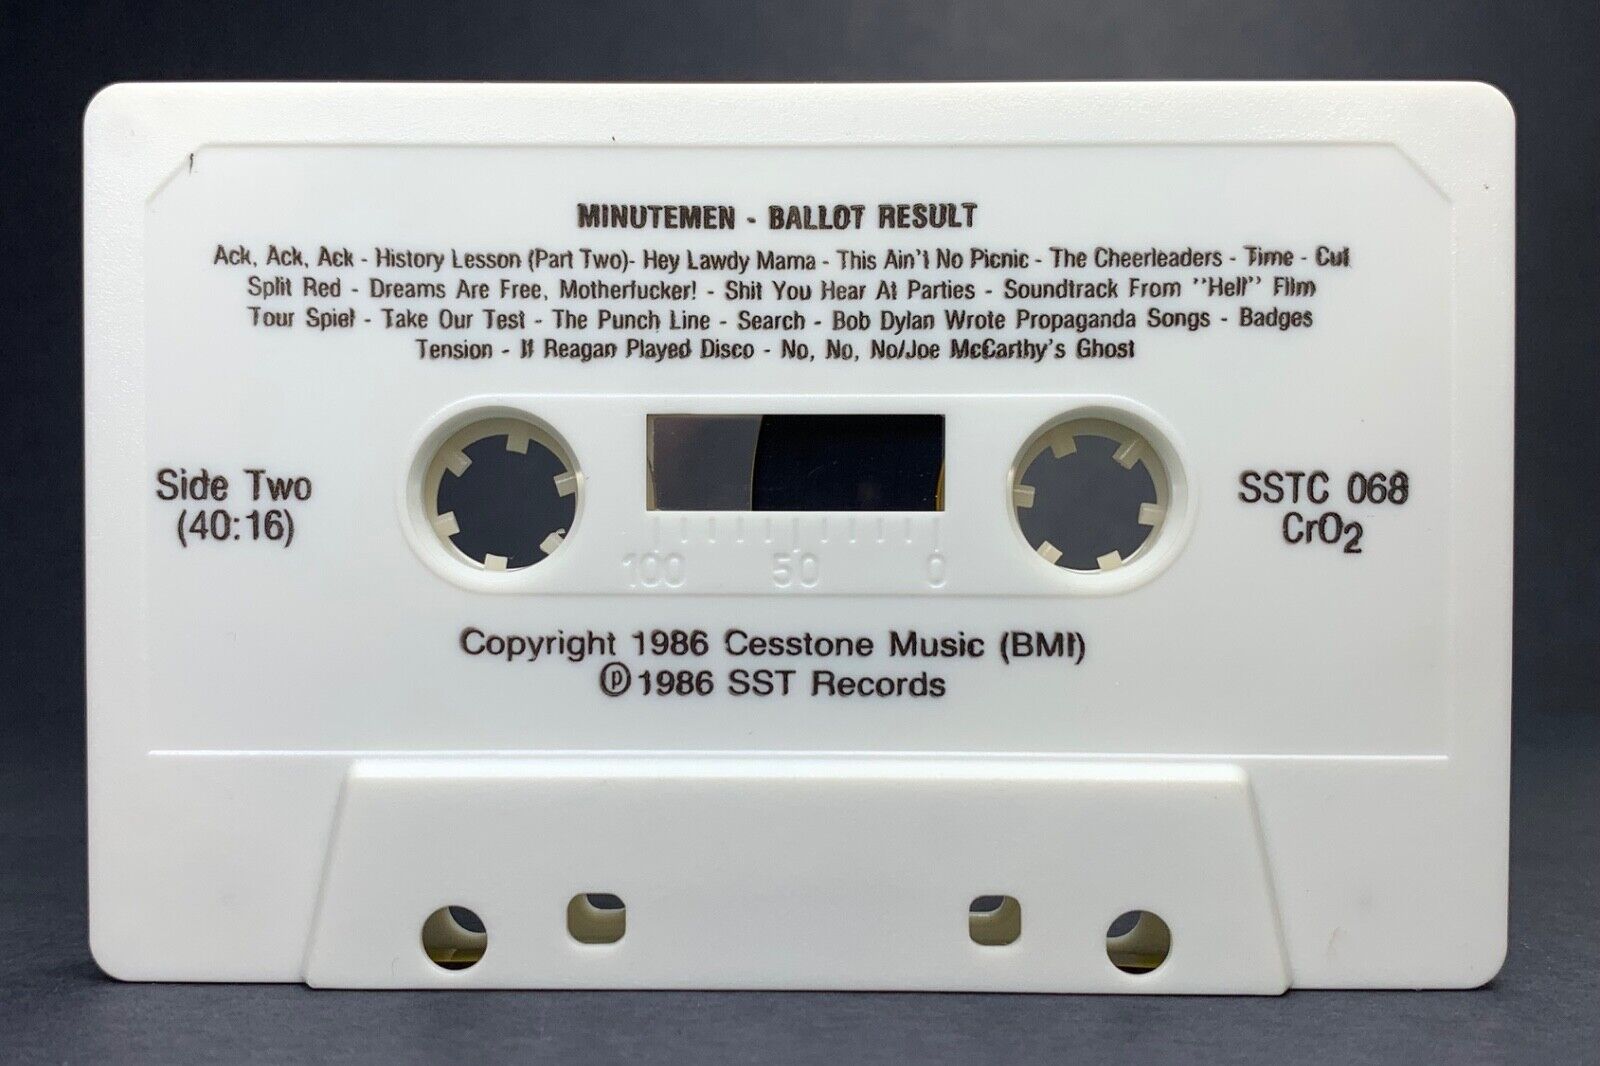 MINUTEMEN - BALLOT RESULT
Ack, Ack, Ack - History Lesson (Part Two)- Hey Lawdy Mama - This Ain't No Picnic - The Cheerleaders - Time - Cut
Split Red - Dreams Are Free, Motherfucker! - Shit You Hear At Parties - Soundtrack From "Hell" Film
Tour Spiel - Take Our Test - The Punch Line - Search - Bob Dylan Wrote Propaganda Songs - Badges
Tension - If Reagan Played Disco - No, No, No/Joe McCarthy's Ghost
Side Two
(40:16)
100 50 0
SSTC 068
CrO2
Copyright 1986 Cesstone Music (BMI)
℗1986 SST Records